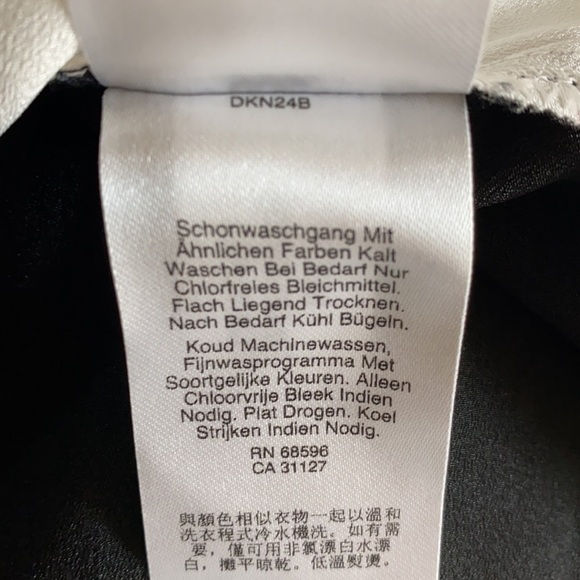 DKN24B
Schonwaschgang Mit
Ähnlichen Farben Kalt
Waschen Bei Bedarf Nur
Chlorfreies Bleichmittel.
Flach Liegend Trocknen.
Nach Bedarf Kühl Bügeln.
Koud Machinewassen,
Fijnwasprogramma Met
Soortgelijke Kleuren. Alleen
Chloorvrije Bleek Indien
Nodig. Plat Drogen. Koel
Strijken Indien Nodig.
RN 68596
CA 31127
與顏色相似衣物一起以溫和
洗衣程式冷水機洗。如有需
要，僅可用非氯漂白水漂
白，攤平晾乾。低溫熨燙。